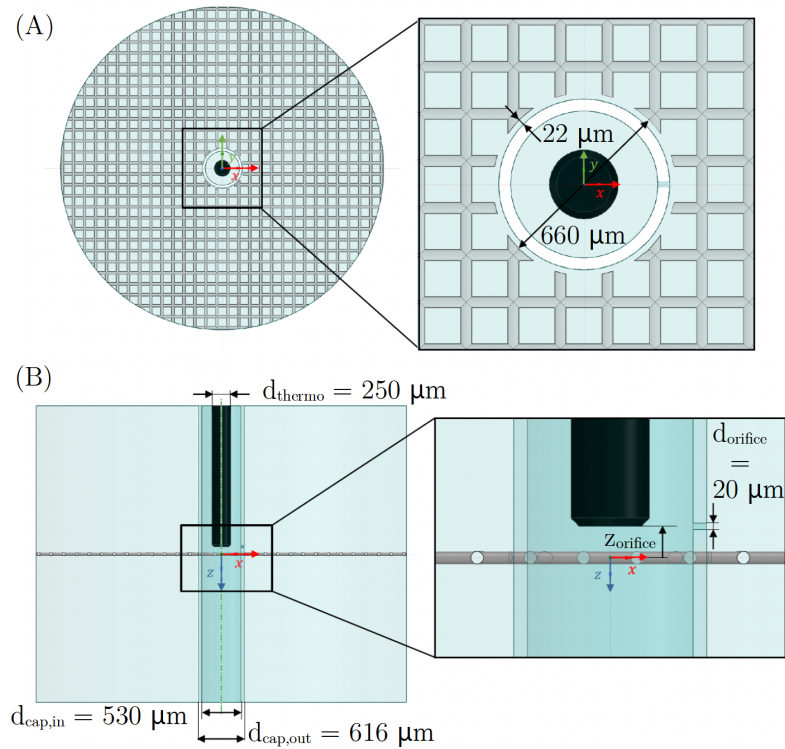 (A)
y
x
22 μm
y
x
660 μm
(B)
d_thermo = 250 μm
x
z
d_orifice
=
20 μm
z_orifice
z
x
d_cap,in = 530 μm
d_cap,out = 616 μm